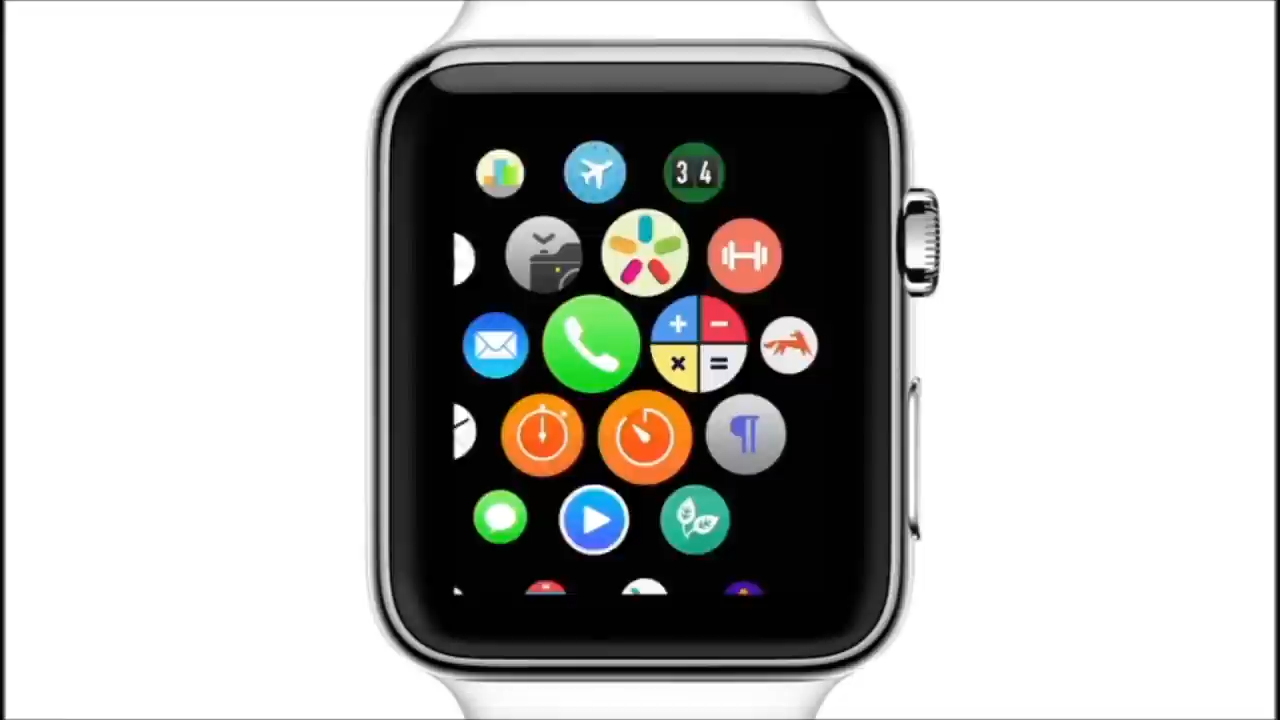 3 4
+ −
× =
¶